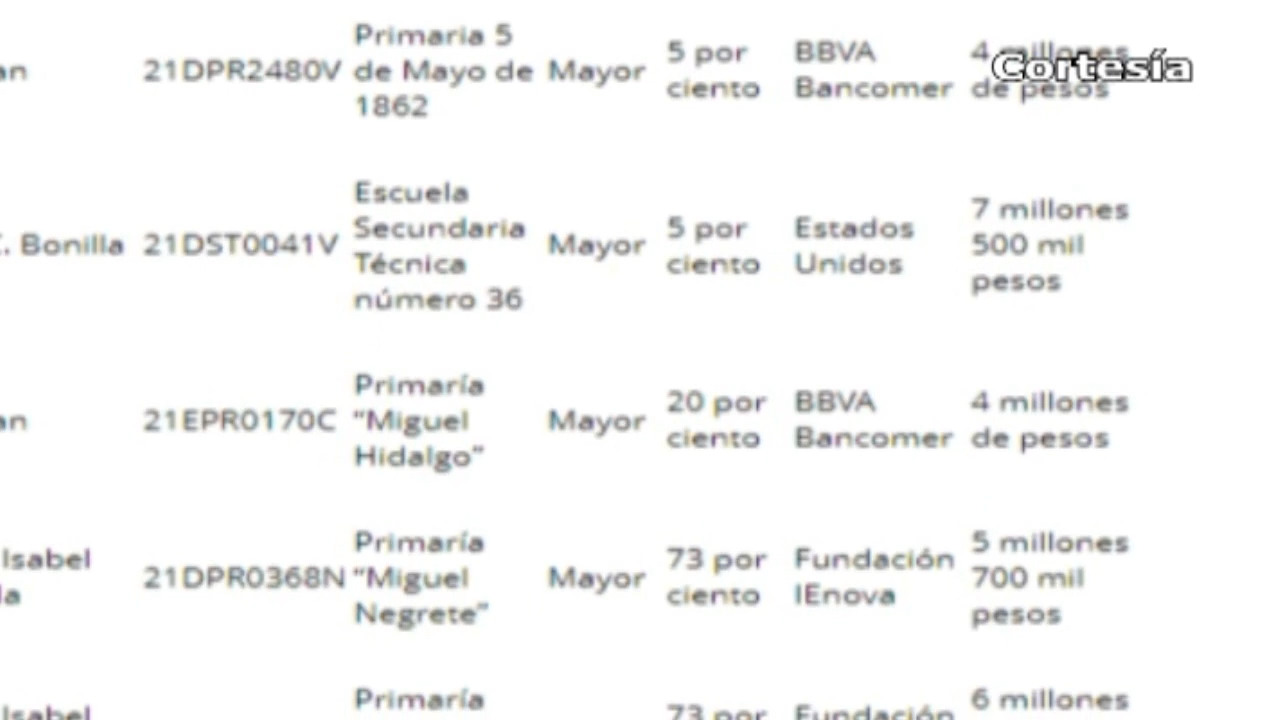 an 21DPR2480V Primaria 5 de Mayo de 1862 Mayor 5 por ciento BBVA Bancomer 4 millones de pesos
Cortesía
. Bonilla 21DST0041V Escuela Secundaria Técnica número 36 Mayor 5 por ciento Estados Unidos 7 millones 500 mil pesos
an 21EPR0170C Primaría “Miguel Hidalgo” Mayor 20 por ciento BBVA Bancomer 4 millones de pesos
Isabel la 21DPR0368N Primaría “Miguel Negrete” Mayor 73 por ciento Fundación IEnova 5 millones 700 mil pesos
Isabel Primaría 73 por Fundación 6 millones